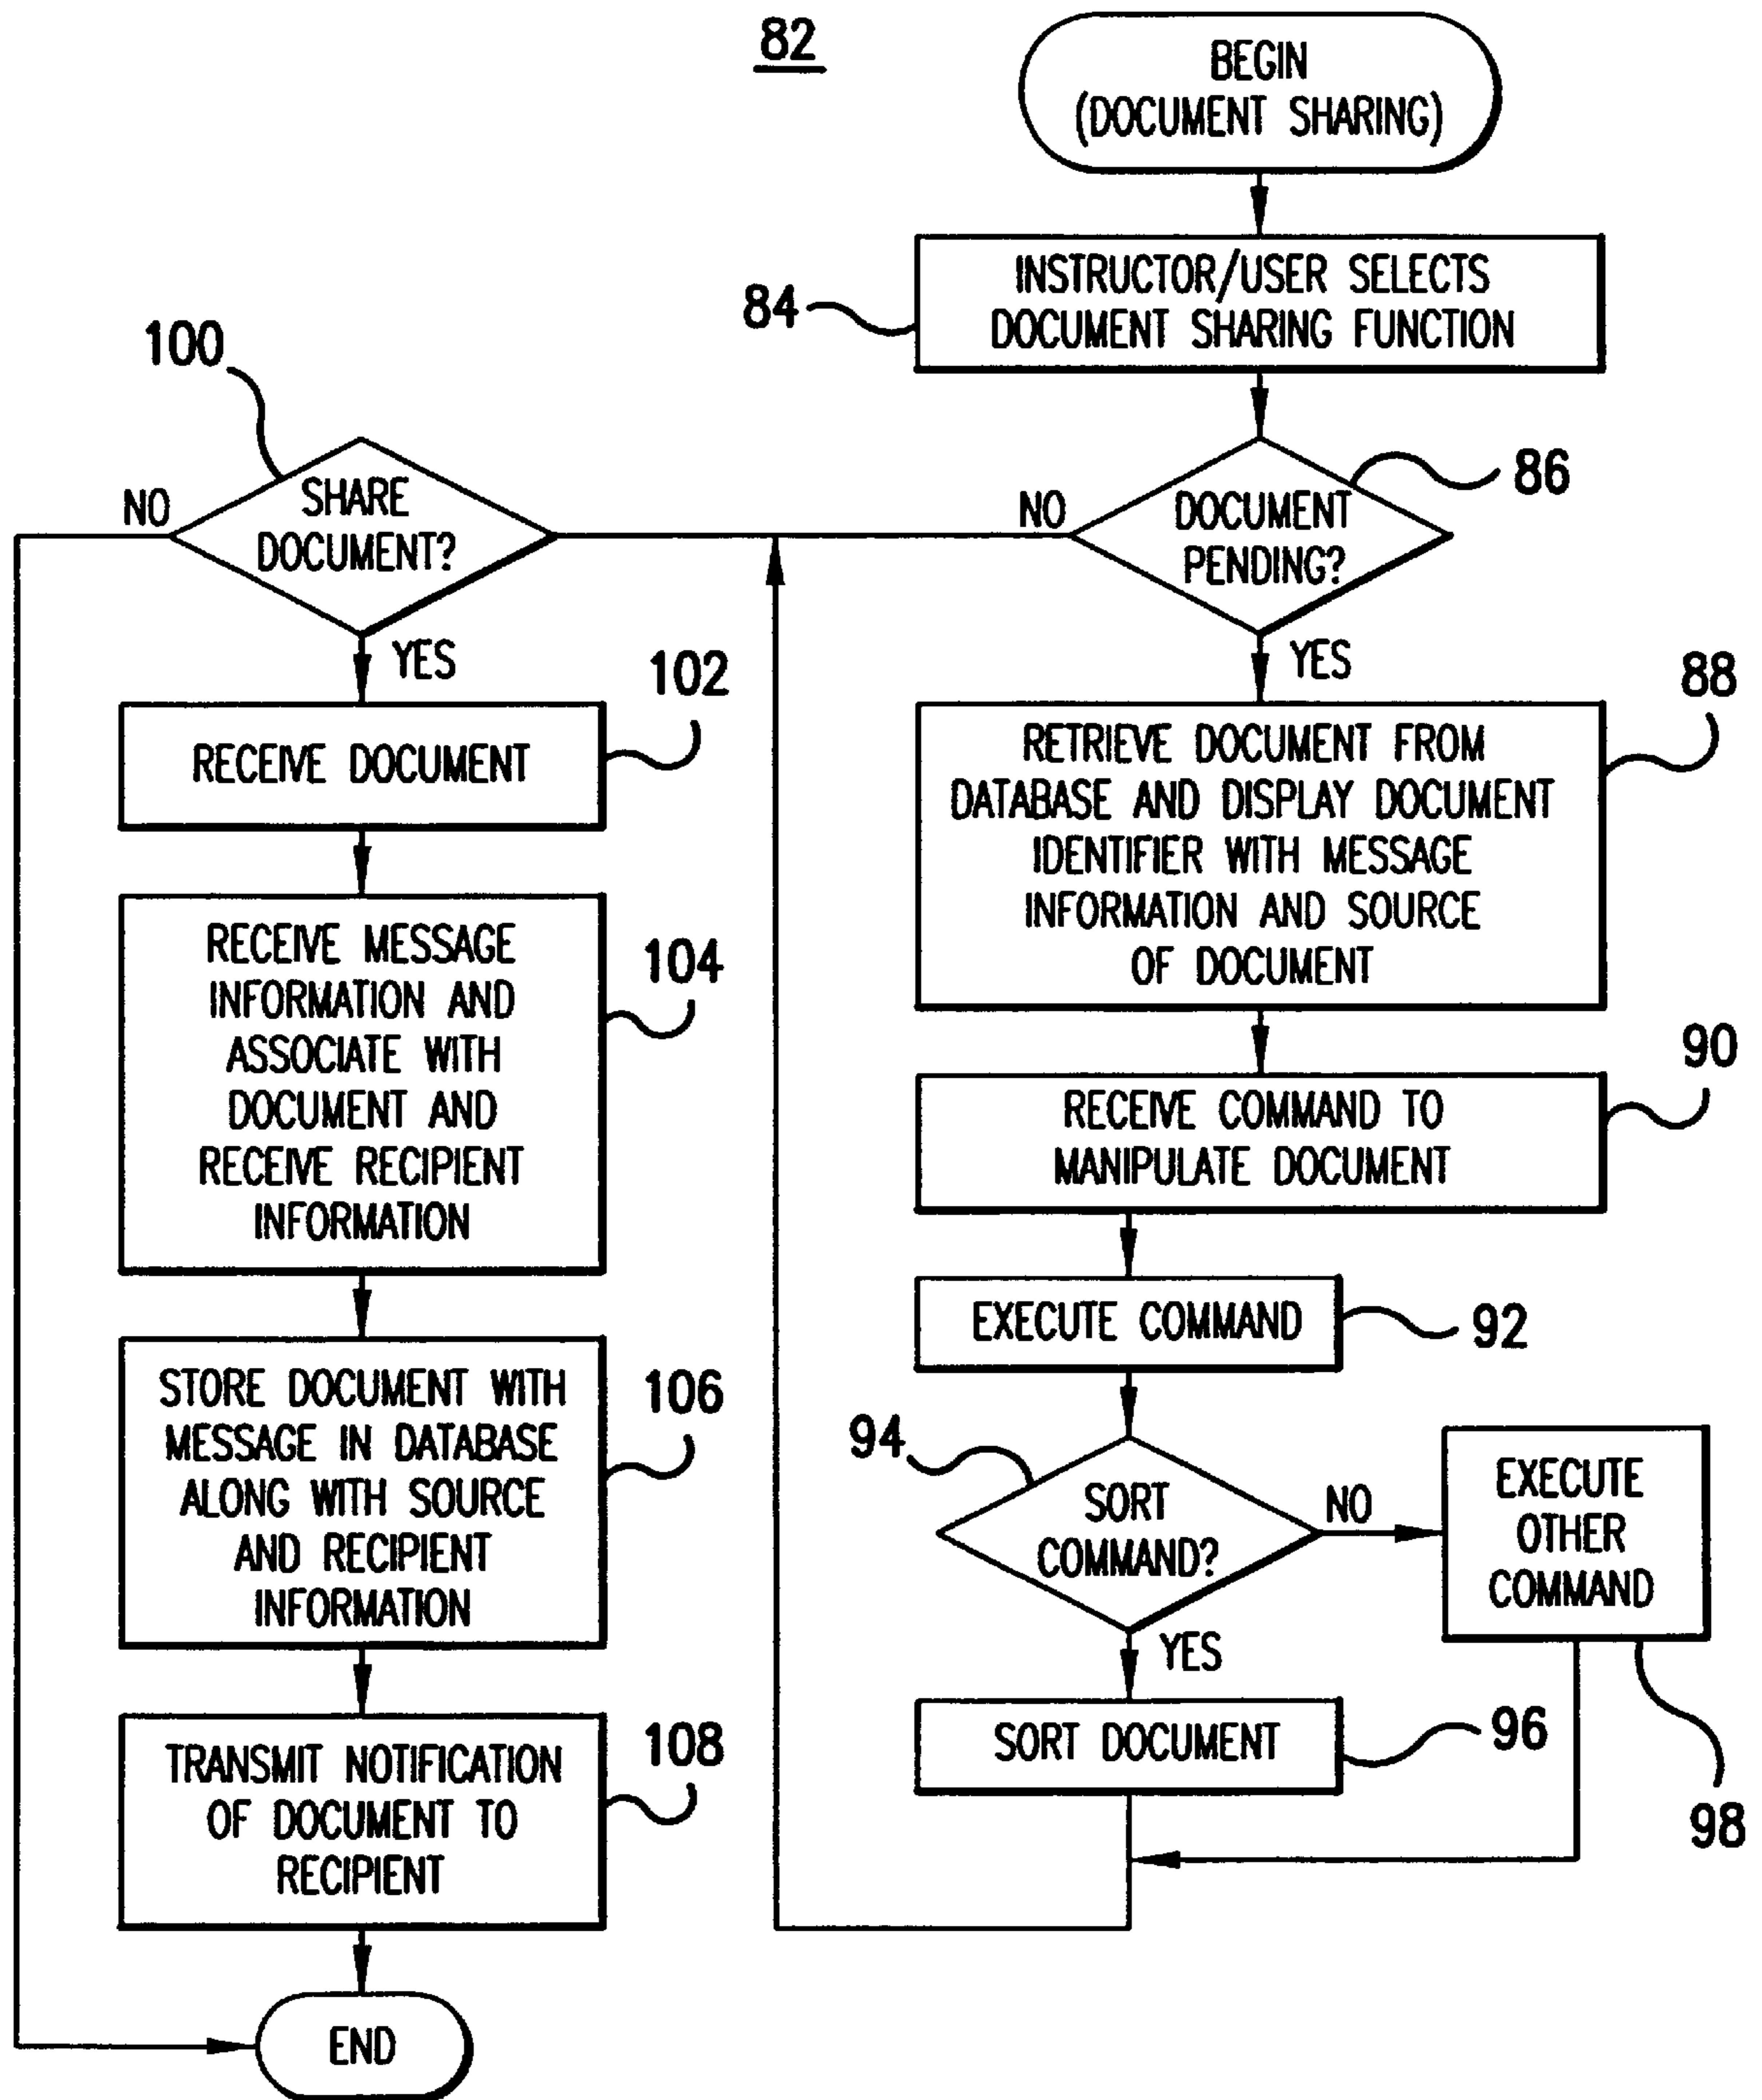 82
BEGIN
(DOCUMENT SHARING)
84
INSTRUCTOR/USER SELECTS
DOCUMENT SHARING FUNCTION
86
DOCUMENT
PENDING?
NO
YES
88
RETRIEVE DOCUMENT FROM
DATABASE AND DISPLAY DOCUMENT
IDENTIFIER WITH MESSAGE
INFORMATION AND SOURCE
OF DOCUMENT
90
RECEIVE COMMAND TO
MANIPULATE DOCUMENT
EXECUTE COMMAND
92
94
SORT
COMMAND?
NO
YES
EXECUTE
OTHER
COMMAND
98
SORT DOCUMENT
96
100
SHARE
DOCUMENT?
NO
YES
102
RECEIVE DOCUMENT
104
RECEIVE MESSAGE
INFORMATION AND
ASSOCIATE WITH
DOCUMENT AND
RECEIVE RECIPIENT
INFORMATION
106
STORE DOCUMENT WITH
MESSAGE IN DATABASE
ALONG WITH SOURCE
AND RECIPIENT
INFORMATION
108
TRANSMIT NOTIFICATION
OF DOCUMENT TO
RECIPIENT
END